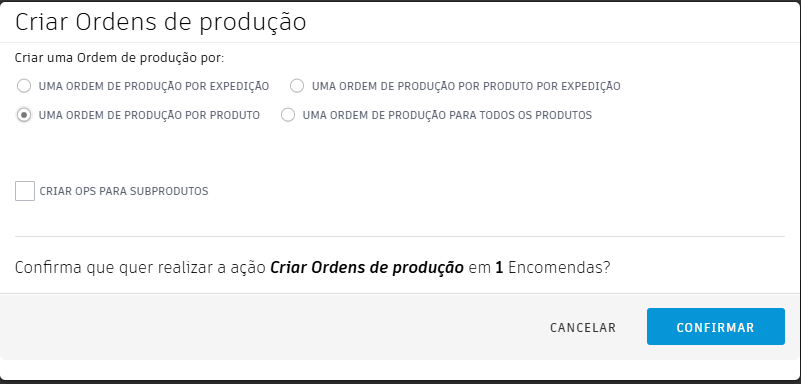 Criar Ordens de produção
Criar uma Ordem de produção por:
UMA ORDEM DE PRODUÇÃO POR EXPEDIÇÃO
UMA ORDEM DE PRODUÇÃO POR PRODUTO POR EXPEDIÇÃO
UMA ORDEM DE PRODUÇÃO POR PRODUTO
UMA ORDEM DE PRODUÇÃO PARA TODOS OS PRODUTOS
CRIAR OPS PARA SUBPRODUTOS
Confirma que quer realizar a ação Criar Ordens de produção em 1 Encomendas?
CANCELAR
CONFIRMAR